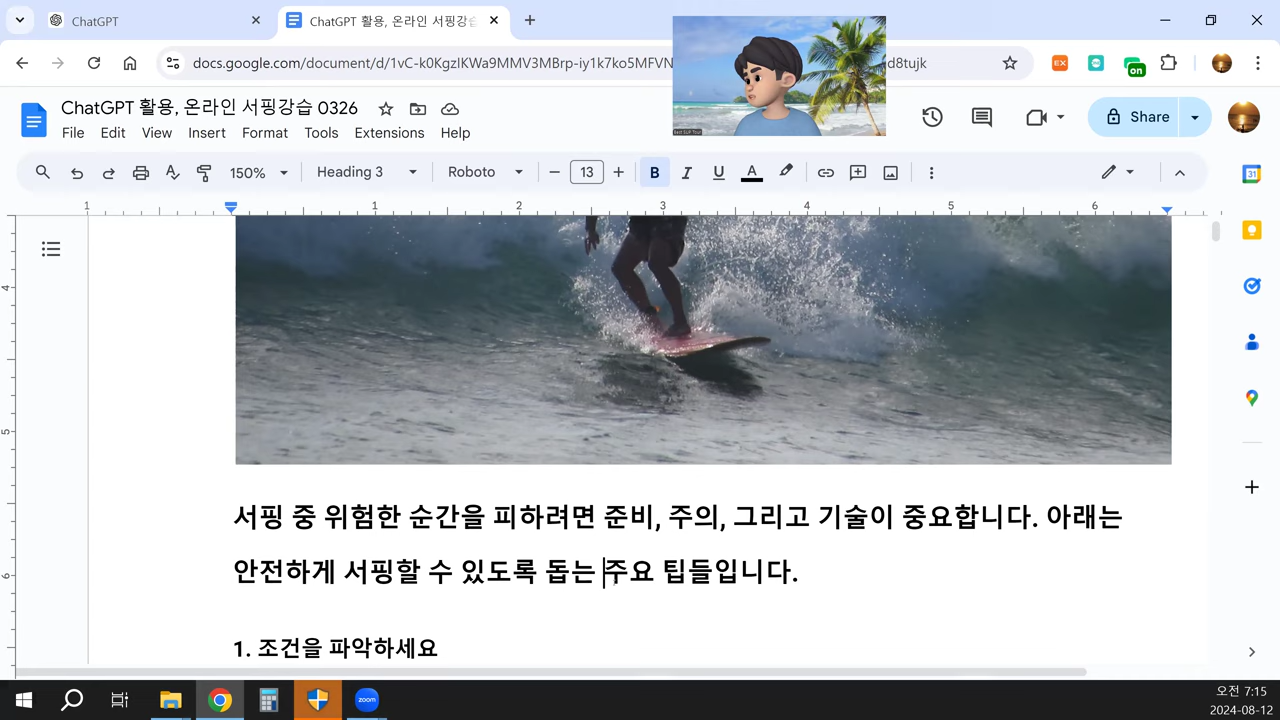 ChatGPT
ChatGPT 활용, 온라인 서핑강습
docs.google.com/document/d/1vC-k0KgzIKWa9MMV3MBrp-iy1k7ko5MFVN
d8tujk
EX
on
Best SUP Tour
ChatGPT 활용, 온라인 서핑강습 0326
File Edit View Insert Format Tools Extensions Help
Share
150% Heading 3 Roboto 13 B I U A
1 1 2 3 4 5 6
31
4
5
6
서핑 중 위험한 순간을 피하려면 준비, 주의, 그리고 기술이 중요합니다. 아래는
안전하게 서핑할 수 있도록 돕는 주요 팁들입니다.
1. 조건을 파악하세요
zoom
오전 7:15
2024-08-12